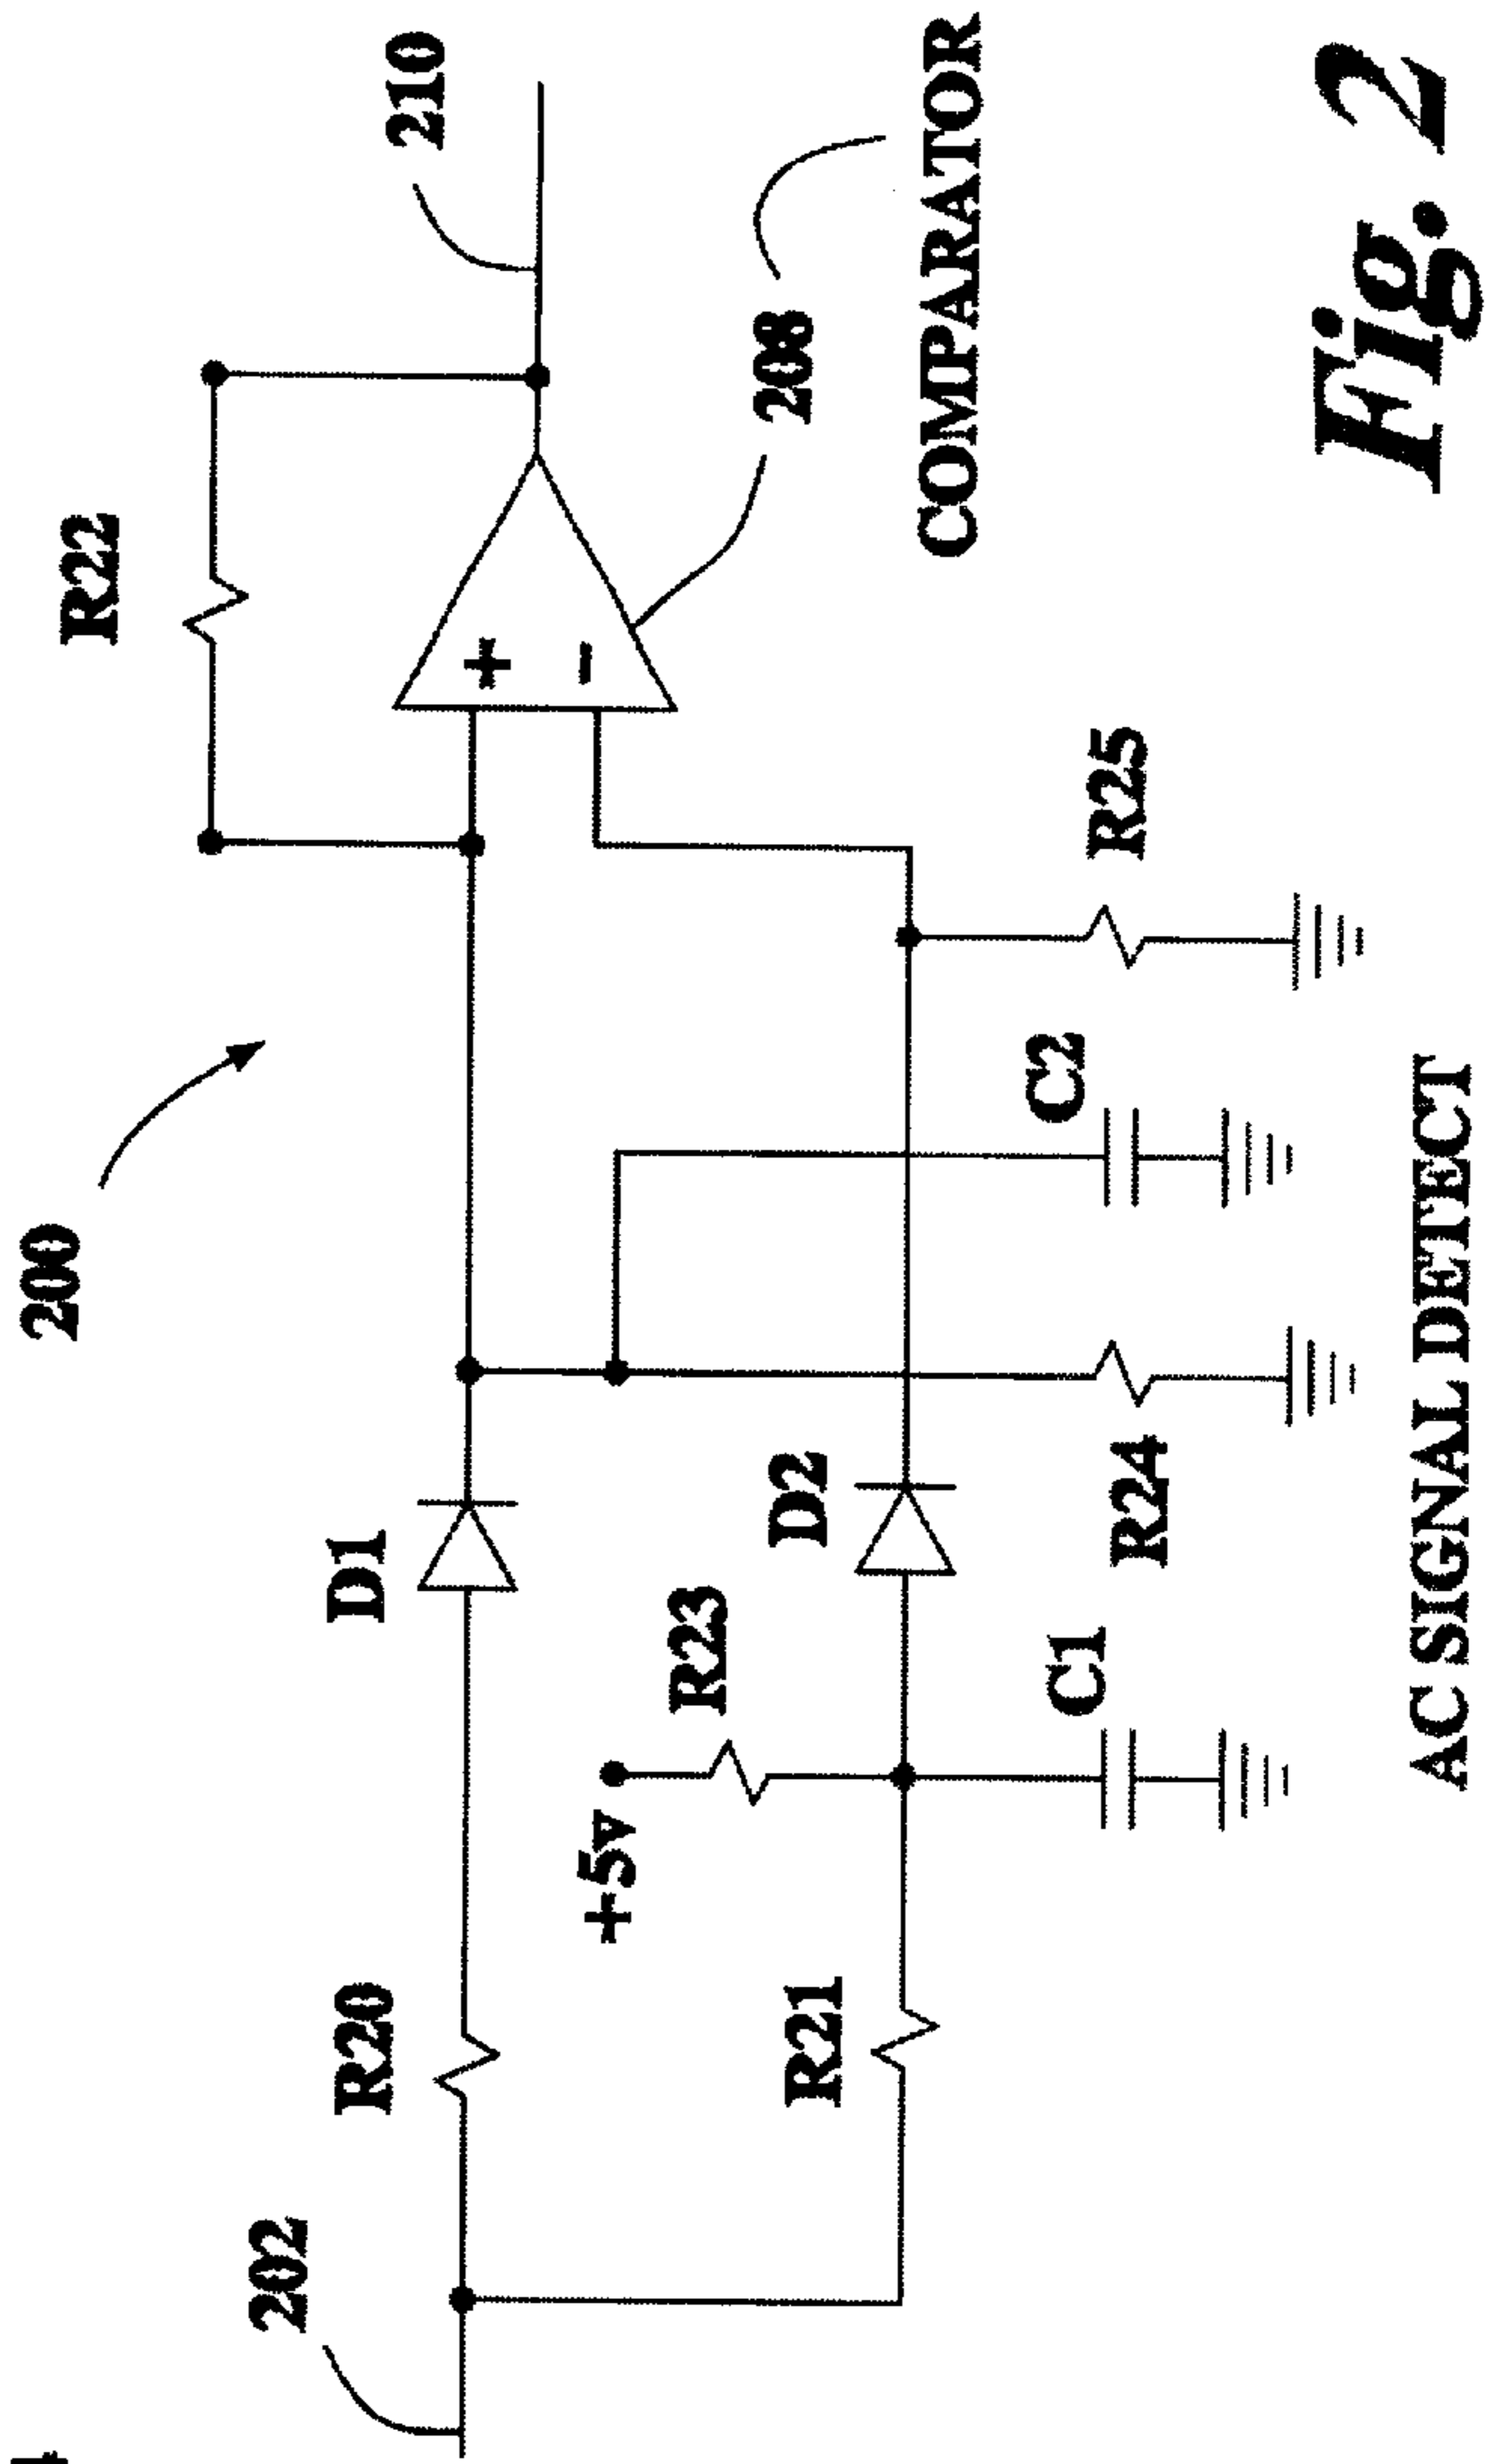 200
R22
210
202
R20
D1
+
−
208
+5v
R23
D2
COMPARATOR
R21
C1
R24
C2
R25
AC SIGNAL DETECT
Fig. 2